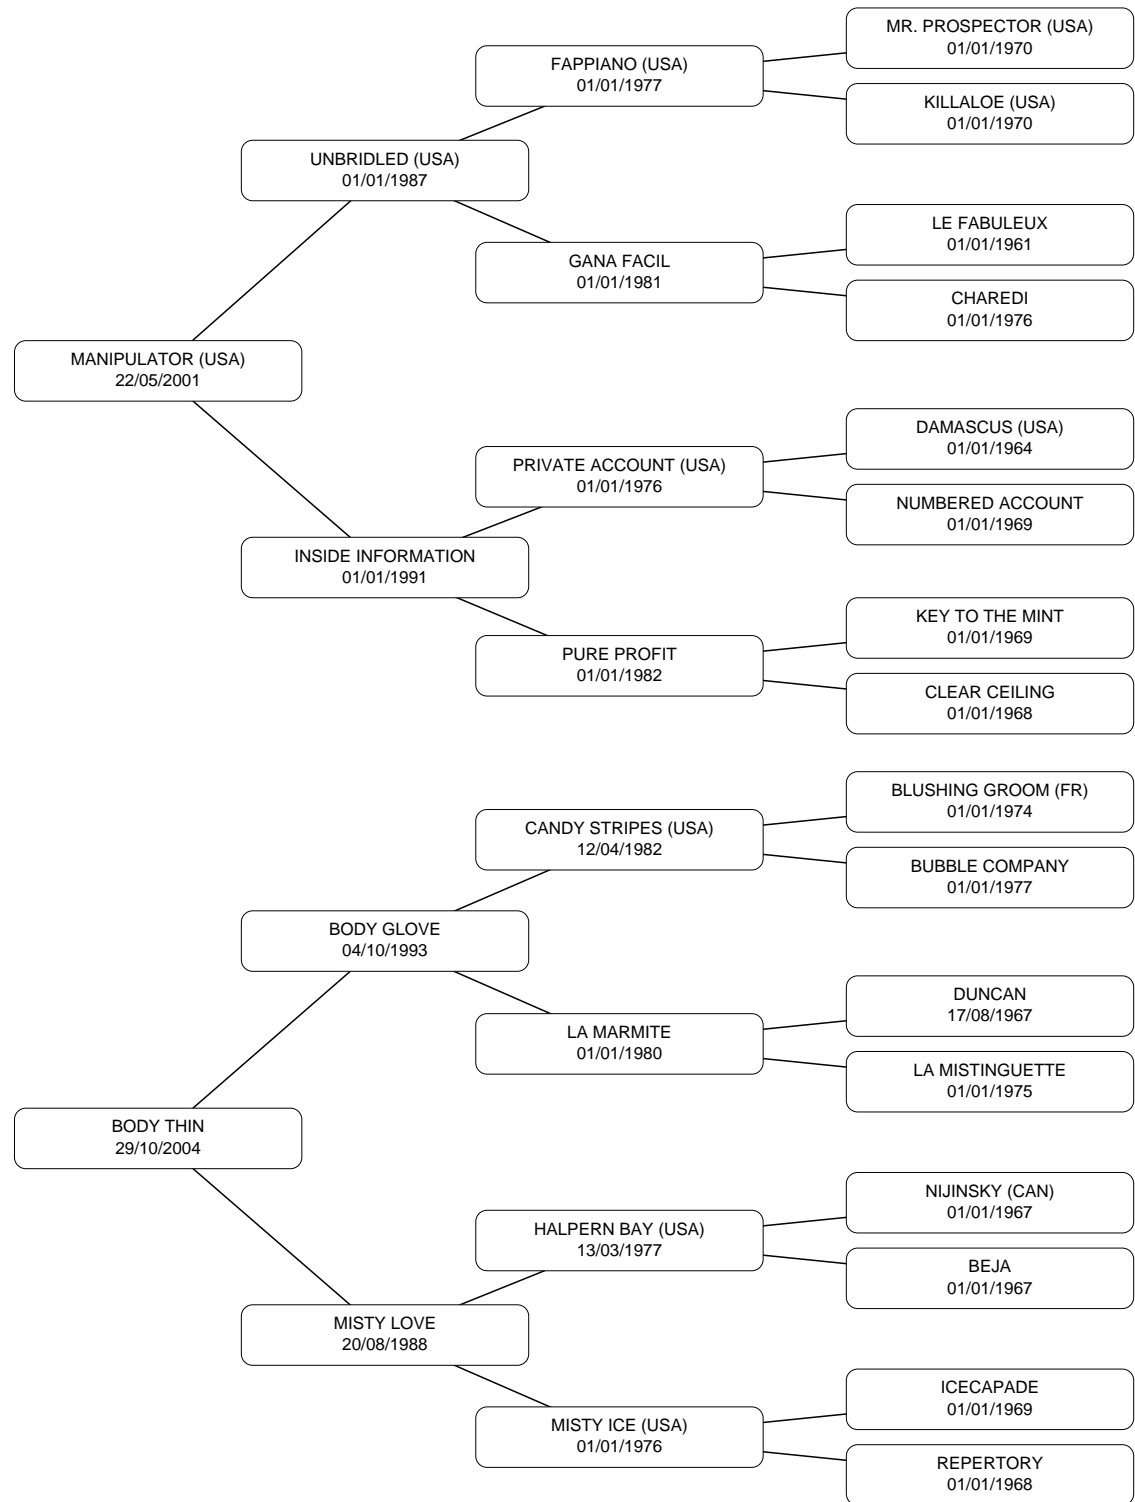 MR. PROSPECTOR (USA)
01/01/1970
FAPPIANO (USA)
01/01/1977
KILLALOE (USA)
01/01/1970
UNBRIDLED (USA)
01/01/1987
LE FABULEUX
01/01/1961
GANA FACIL
01/01/1981
CHAREDI
01/01/1976
MANIPULATOR (USA)
22/05/2001
DAMASCUS (USA)
01/01/1964
PRIVATE ACCOUNT (USA)
01/01/1976
NUMBERED ACCOUNT
01/01/1969
INSIDE INFORMATION
01/01/1991
KEY TO THE MINT
01/01/1969
PURE PROFIT
01/01/1982
CLEAR CEILING
01/01/1968
BLUSHING GROOM (FR)
01/01/1974
CANDY STRIPES (USA)
12/04/1982
BUBBLE COMPANY
01/01/1977
BODY GLOVE
04/10/1993
DUNCAN
17/08/1967
LA MARMITE
01/01/1980
LA MISTINGUETTE
01/01/1975
BODY THIN
29/10/2004
NIJINSKY (CAN)
01/01/1967
HALPERN BAY (USA)
13/03/1977
BEJA
01/01/1967
MISTY LOVE
20/08/1988
ICECAPADE
01/01/1969
MISTY ICE (USA)
01/01/1976
REPERTORY
01/01/1968